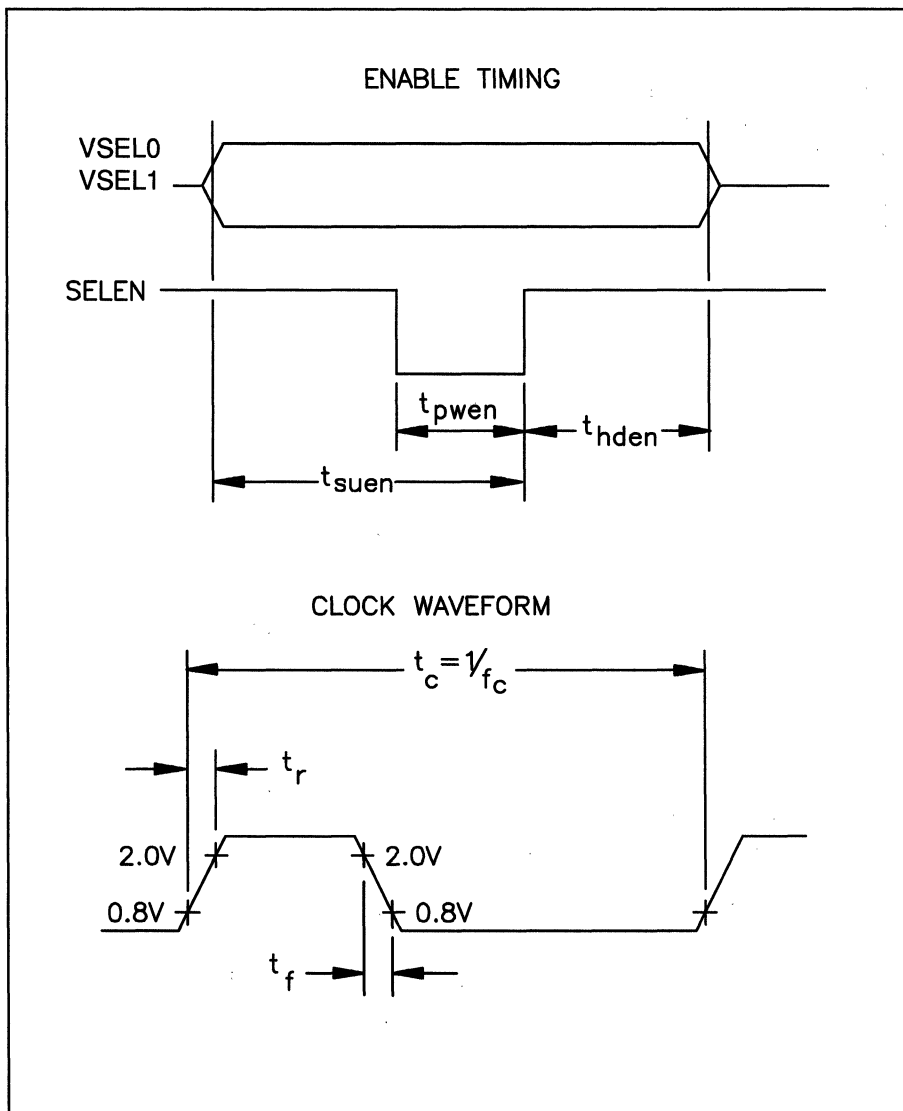 ENABLE TIMING
VSEL0
VSEL1
SELEN
tpwen
thden
tsuen
CLOCK WAVEFORM
tc=1/fc
tr
2.0V
2.0V
0.8V
0.8V
tf